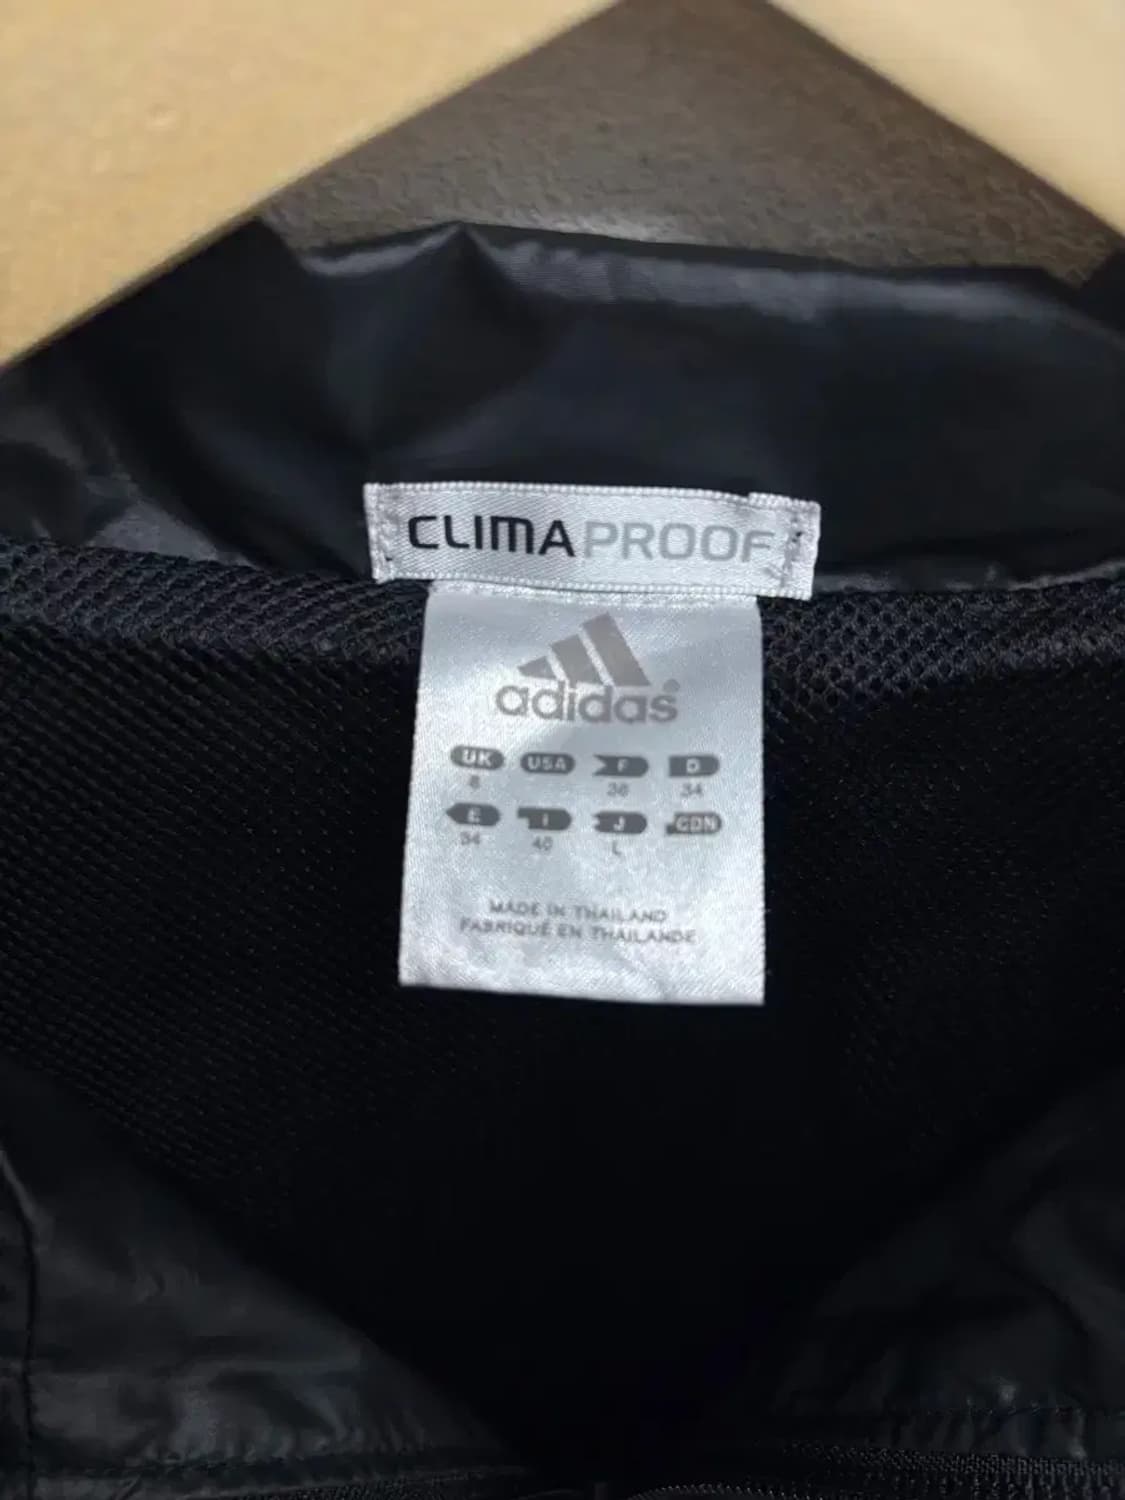 CLIMAPROOF
adidas®
UK USA F D
8 36 34
E I J CDN
34 40 L
MADE IN THAILAND
FABRIQUÉ EN THAILANDE